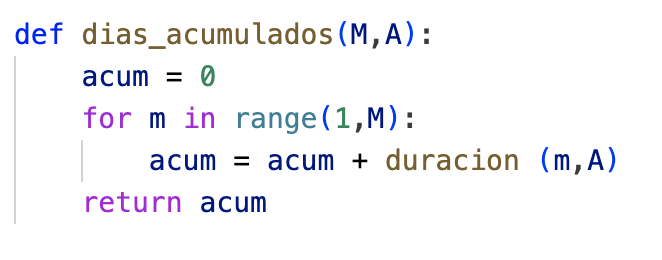 def dias_acumulados(M,A):
    acum = 0
    for m in range(1,M):
        acum = acum + duracion (m,A)
    return acum